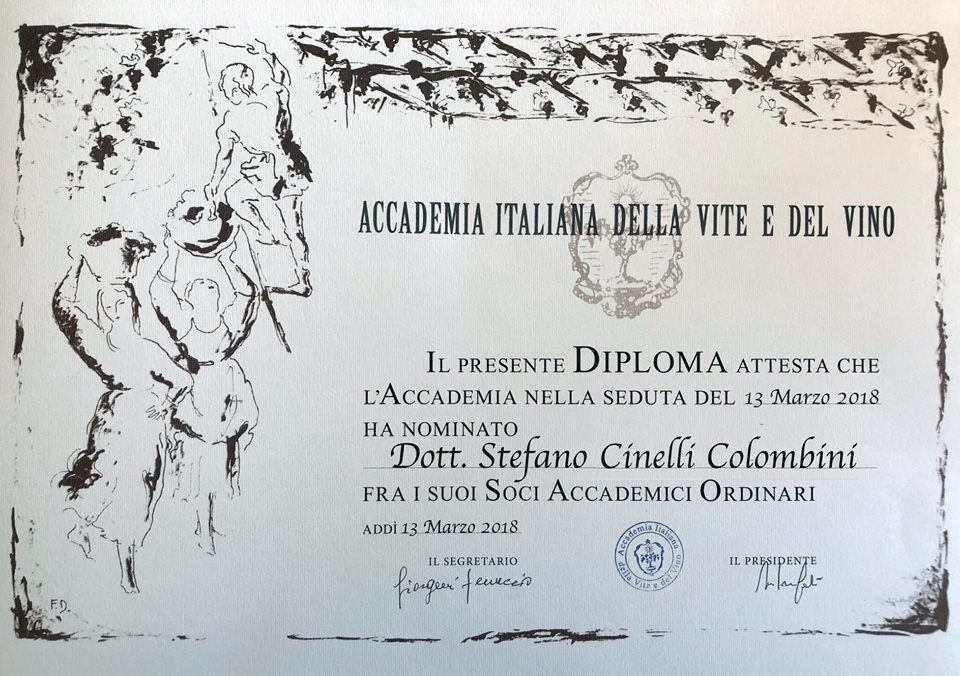 ACCADEMIA ITALIANA DELLA VITE E DEL VINO
IL PRESENTE DIPLOMA ATTESTA CHE
L'ACCADEMIA NELLA SEDUTA DEL 13 Marzo 2018
HA NOMINATO
Dott. Stefano Cinelli Colombini
FRA I SUOI SOCI ACCADEMICI ORDINARI
ADDÌ 13 Marzo 2018
IL SEGRETARIO
Accademia Italiana della Vite e del Vino
IL PRESIDENTE
F.D.